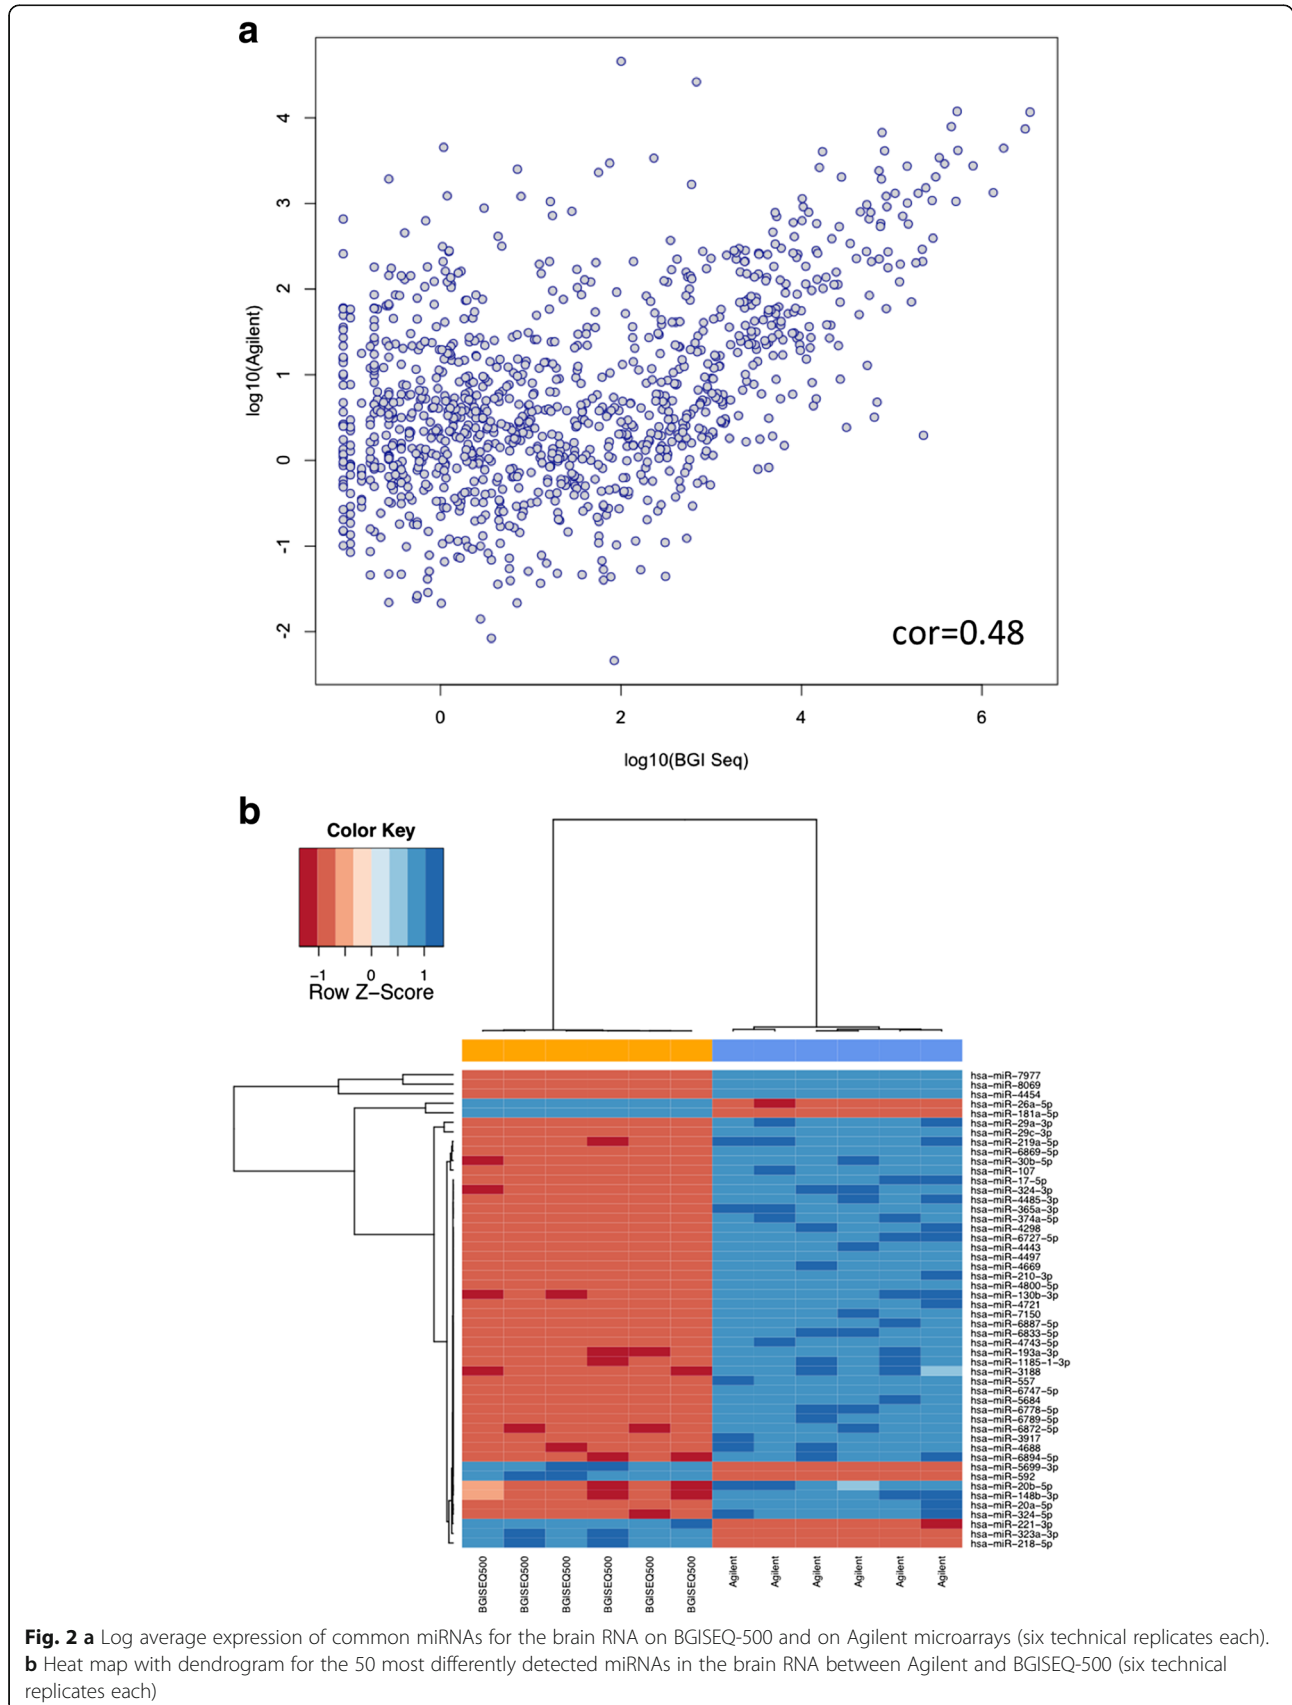 a
4
3
2
1
0
-1
-2
log10(Agilent)
cor=0.48
0 2 4 6
log10(BGI Seq)
b
Color Key
−1 0 1
Row Z−Score
hsa−miR−7977
hsa−miR−8069
hsa−miR−4454
hsa−miR−26a−5p
hsa−miR−181a−5p
hsa−miR−29a−3p
hsa−miR−29c−3p
hsa−miR−219a−5p
hsa−miR−6869−5p
hsa−miR−30b−5p
hsa−miR−107
hsa−miR−17−5p
hsa−miR−324−3p
hsa−miR−4485−3p
hsa−miR−365a−3p
hsa−miR−374a−5p
hsa−miR−4298
hsa−miR−6727−5p
hsa−miR−4443
hsa−miR−4497
hsa−miR−4669
hsa−miR−210−3p
hsa−miR−4800−5p
hsa−miR−130b−3p
hsa−miR−4721
hsa−miR−7150
hsa−miR−6887−5p
hsa−miR−6833−5p
hsa−miR−4743−5p
hsa−miR−193a−3p
hsa−miR−1185−1−3p
hsa−miR−3188
hsa−miR−557
hsa−miR−6747−5p
hsa−miR−5684
hsa−miR−6778−5p
hsa−miR−6789−5p
hsa−miR−6872−5p
hsa−miR−3917
hsa−miR−4688
hsa−miR−6894−5p
hsa−miR−5699−3p
hsa−miR−592
hsa−miR−20b−5p
hsa−miR−148b−3p
hsa−miR−20a−5p
hsa−miR−324−5p
hsa−miR−221−3p
hsa−miR−323a−3p
hsa−miR−218−5p
BGISEQ500
BGISEQ500
BGISEQ500
BGISEQ500
BGISEQ500
BGISEQ500
Agilent
Agilent
Agilent
Agilent
Agilent
Agilent
Fig. 2 a Log average expression of common miRNAs for the brain RNA on BGISEQ-500 and on Agilent microarrays (six technical replicates each).
b Heat map with dendrogram for the 50 most differently detected miRNAs in the brain RNA between Agilent and BGISEQ-500 (six technical
replicates each)